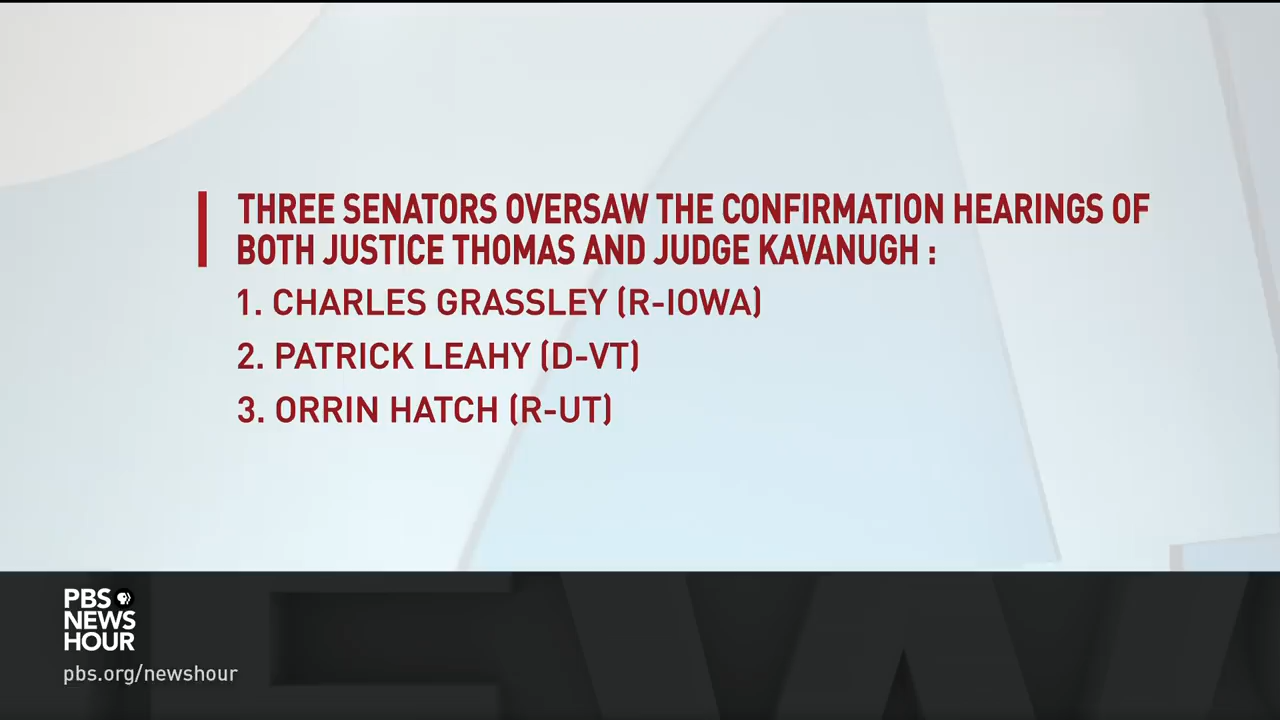 THREE SENATORS OVERSAW THE CONFIRMATION HEARINGS OF
BOTH JUSTICE THOMAS AND JUDGE KAVANUGH :
1. CHARLES GRASSLEY (R-IOWA)
2. PATRICK LEAHY (D-VT)
3. ORRIN HATCH (R-UT)
PBS
NEWS
HOUR
pbs.org/newshour